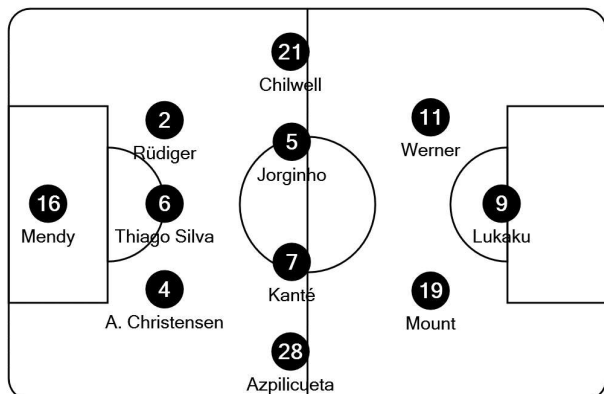 21
Chilwell
2
Rüdiger
11
Werner
5
Jorginho
16
Mendy
6
Thiago Silva
9
Lukaku
7
Kanté
4
A. Christensen
19
Mount
28
Azpilicueta